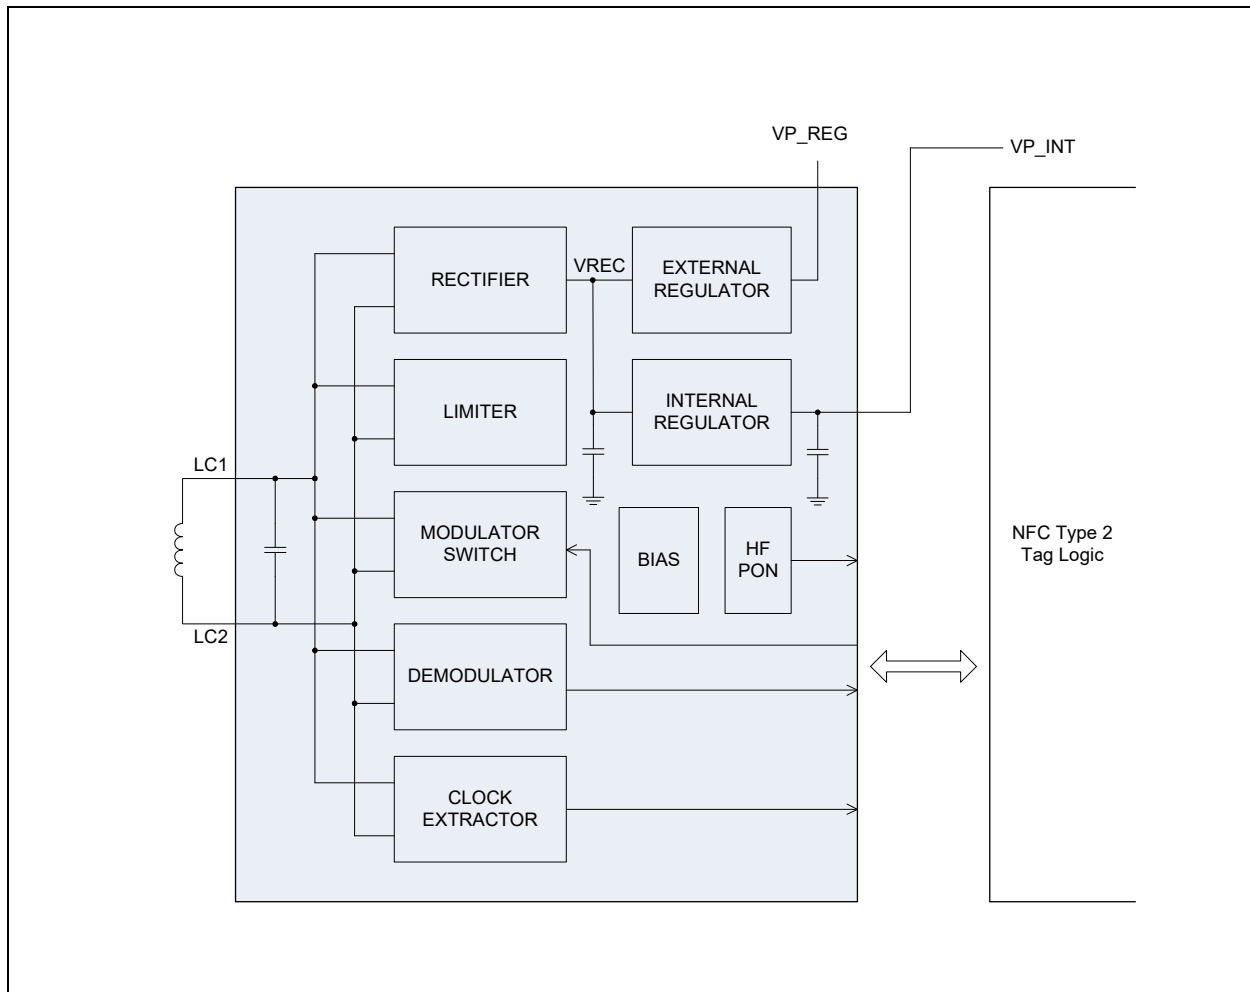 VP_REG
VP_INT
RECTIFIER
VREC
EXTERNAL
REGULATOR
LIMITER
INTERNAL
REGULATOR
LC1
MODULATOR
SWITCH
BIAS
HF
PON
NFC Type 2
Tag Logic
LC2
DEMODULATOR
CLOCK
EXTRACTOR